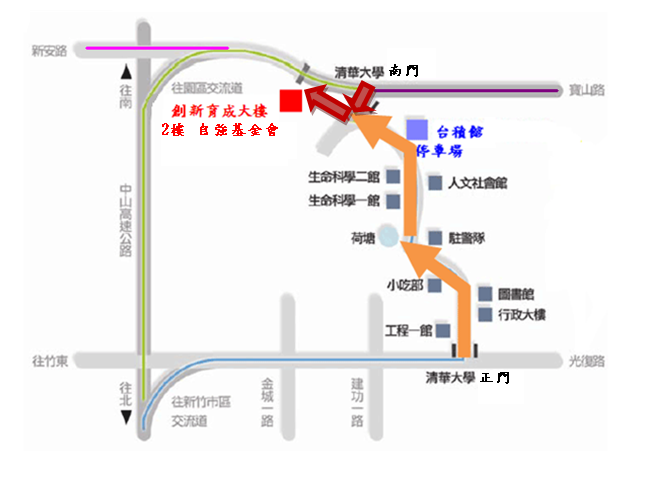 新安路
清華大學 南門
往南
往園區交流道
寶山路
創新育成大樓
2樓 自強基金會
台積館
停車場
生命科學二館
人文社會館
生命科學一館
中山高速公路
荷塘
駐警隊
小吃部
圖書館
行政大樓
工程一館
往竹東
光復路
清華大學 正門
往北
往新竹市區
交流道
金城一路
建功一路